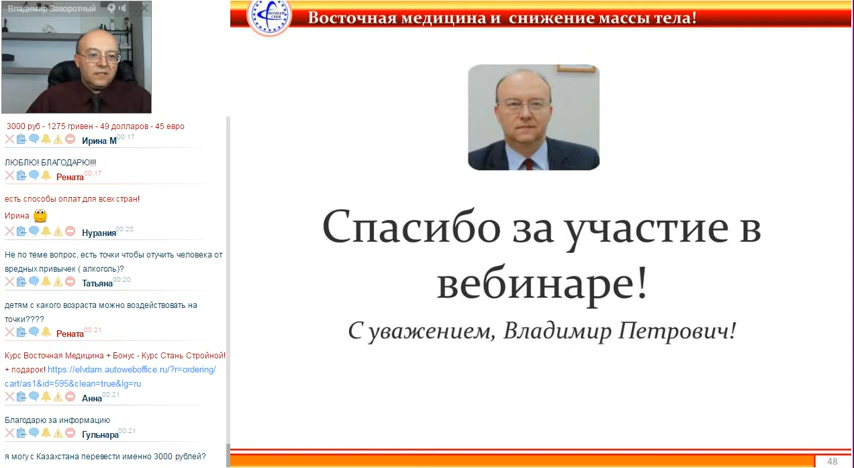 Владимир Заворотный
3000 руб - 1275 гривен - 49 долларов - 45 евро
Ирина М 00:17
ЛЮБЛЮ! БЛАГОДАРЮ!!!!
Рената 00:17
есть способы оплат для всех стран!
Ирина
Нурания 00:20
Не по теме вопрос, есть точки чтобы отучить человека от
вредных привычек ( алкоголь)?
Татьяна 00:20
детям с какого возраста можно воздействовать на
точки????
Рената 00:21
Курс Восточная Медицина + Бонус - Курс Стань Стройной!
+ подарок! https://elvdam.autoweboffice.ru/?r=ordering/
cart/as1&id=595&clean=true&lg=ru
Анна 00:21
Благодарю за информацию
Гульнара 00:21
я могу с Казахстана перевести именно 3000 рублей?
Восточная медицина и снижение массы тела!
Спасибо за участие в
вебинаре!
С уважением, Владимир Петрович!
48